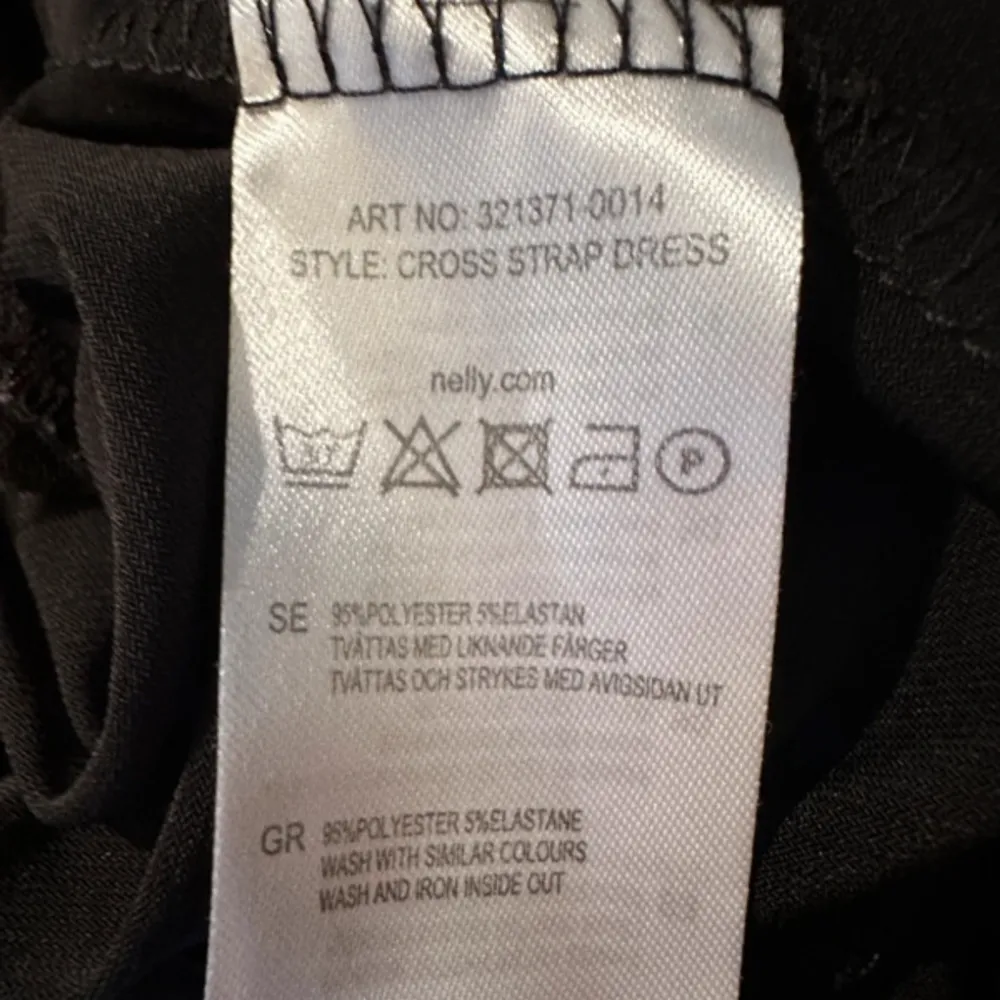 ART NO: 321371-0014
STYLE: CROSS STRAP DRESS
nelly.com
P
SE 95%POLYESTER 5%ELASTAN
TVÄTTAS MED LIKNANDE FÄRGER
TVÄTTAS OCH STRYKES MED AVIGSIDAN UT
GR 95%POLYESTER 5%ELASTANE
WASH WITH SIMILAR COLOURS
WASH AND IRON INSIDE OUT